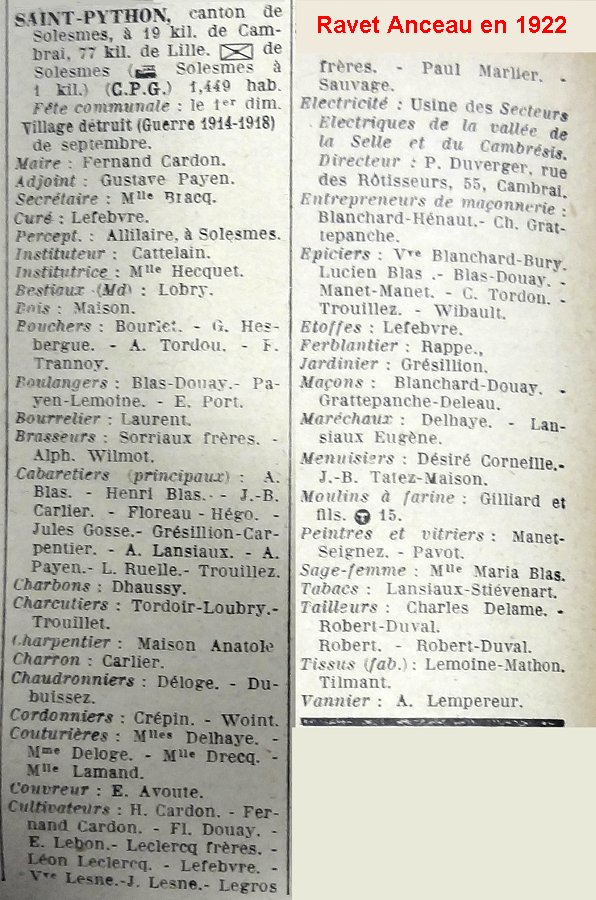 SAINT-PYTHON, canton de
Solesmes, à 19 kil. de Cam-
brai, 77 kil. de Lille. de
Solesmes ( Solesmes à
1 kil.) (C.P.G.) 1,449 hab.
Fête communale : le 1er dim.
Village détruit (Guerre 1914-1918)
de septembre.
Maire : Fernand Cardon.
Adjoint : Gustave Payen.
Secrétaire : Mlle Bracq.
Curé : Lefebvre.
Percept. : Allilaire, à Solesmes.
Instituteur : Cattelain.
Institutrice : Mlle Hecquet.
Bestiaux (Md) : Lobry.
Bois : Maison.
Bouchers : Bouriet. - G. Hes-
bergue. - A. Tordou. - F.
Trannoy.
Boulangers : Blas-Douay.- Pa-
yen-Lemoine. - E. Port.
Bourrelier : Laurent.
Brasseurs : Sorriaux frères. -
Alph. Wilmot.
Cabaretiers (principaux) : A.
Blas. - Henri Blas. - J.-B.
Carlier. - Floreau-Hégo. -
Jules Gosse.- Grésillion-Car-
pentier. - A. Lansiaux. - A.
Payen.- L. Ruelle.- Trouillez.
Charbons : Dhaussy.
Charcutiers : Tordoir-Loubry.-
Trouillet.
Charpentier : Maison Anatole
Charron : Carlier.
Chaudronniers : Déloge. - Du-
buissez.
Cordonniers : Crépin. - Woint.
Couturières : Mlles Delhaye. -
Mme Deloge. - Mlle Drecq. -
Mlle Lamand.
Couvreur : E. Avoute.
Cultivateurs : H. Cardon. - Fer-
nand Cardon. - Fl. Douay. -
E. Lebon.- Leclercq frères. -
Léon Leclercq. - Lefebvre. -
Vve Lesne.-J. Lesne.- Legros
Ravet Anceau en 1922
frères. - Paul Marlier. -
Sauvage.
Electricité : Usine des Secteurs
Electriques de la vallée de
la Selle et du Cambrésis.
Directeur : P. Duverger, rue
des Rôtisseurs, 55, Cambrai.
Entrepreneurs de maçonnerie :
Blanchard-Hénaut.- Ch. Grat-
tepanche.
Epiciers : Vve Blanchard-Bury.
Lucien Blas .- Blas-Douay. -
Manet-Manet. - C. Tordon. -
Trouillez. - Wibault.
Etoffes : Lefebvre.
Ferblantier : Rappe.,
Jardinier : Grésillion.
Maçons : Blanchard-Douay. -
Grattepanche-Deleau.
Maréchaux : Delhaye. - Lan-
siaux Eugène.
Menuisiers : Désiré Corneille.-
J.-B. Tatez-Maison.
Moulins à farine : Gilliard et
fils. T 15.
Peintres et vitriers : Manet-
Seignez. - Pavot.
Sage-femme : Mlle Maria Blas.
Tabacs : Lansiaux-Stiévenart.
Tailleurs : Charles Delame. -
Robert-Duval.
Robert. - Robert-Duval.
Tissus (fab.) : Lemoine-Mathon.
Tilmant.
Vannier : A. Lempereur.